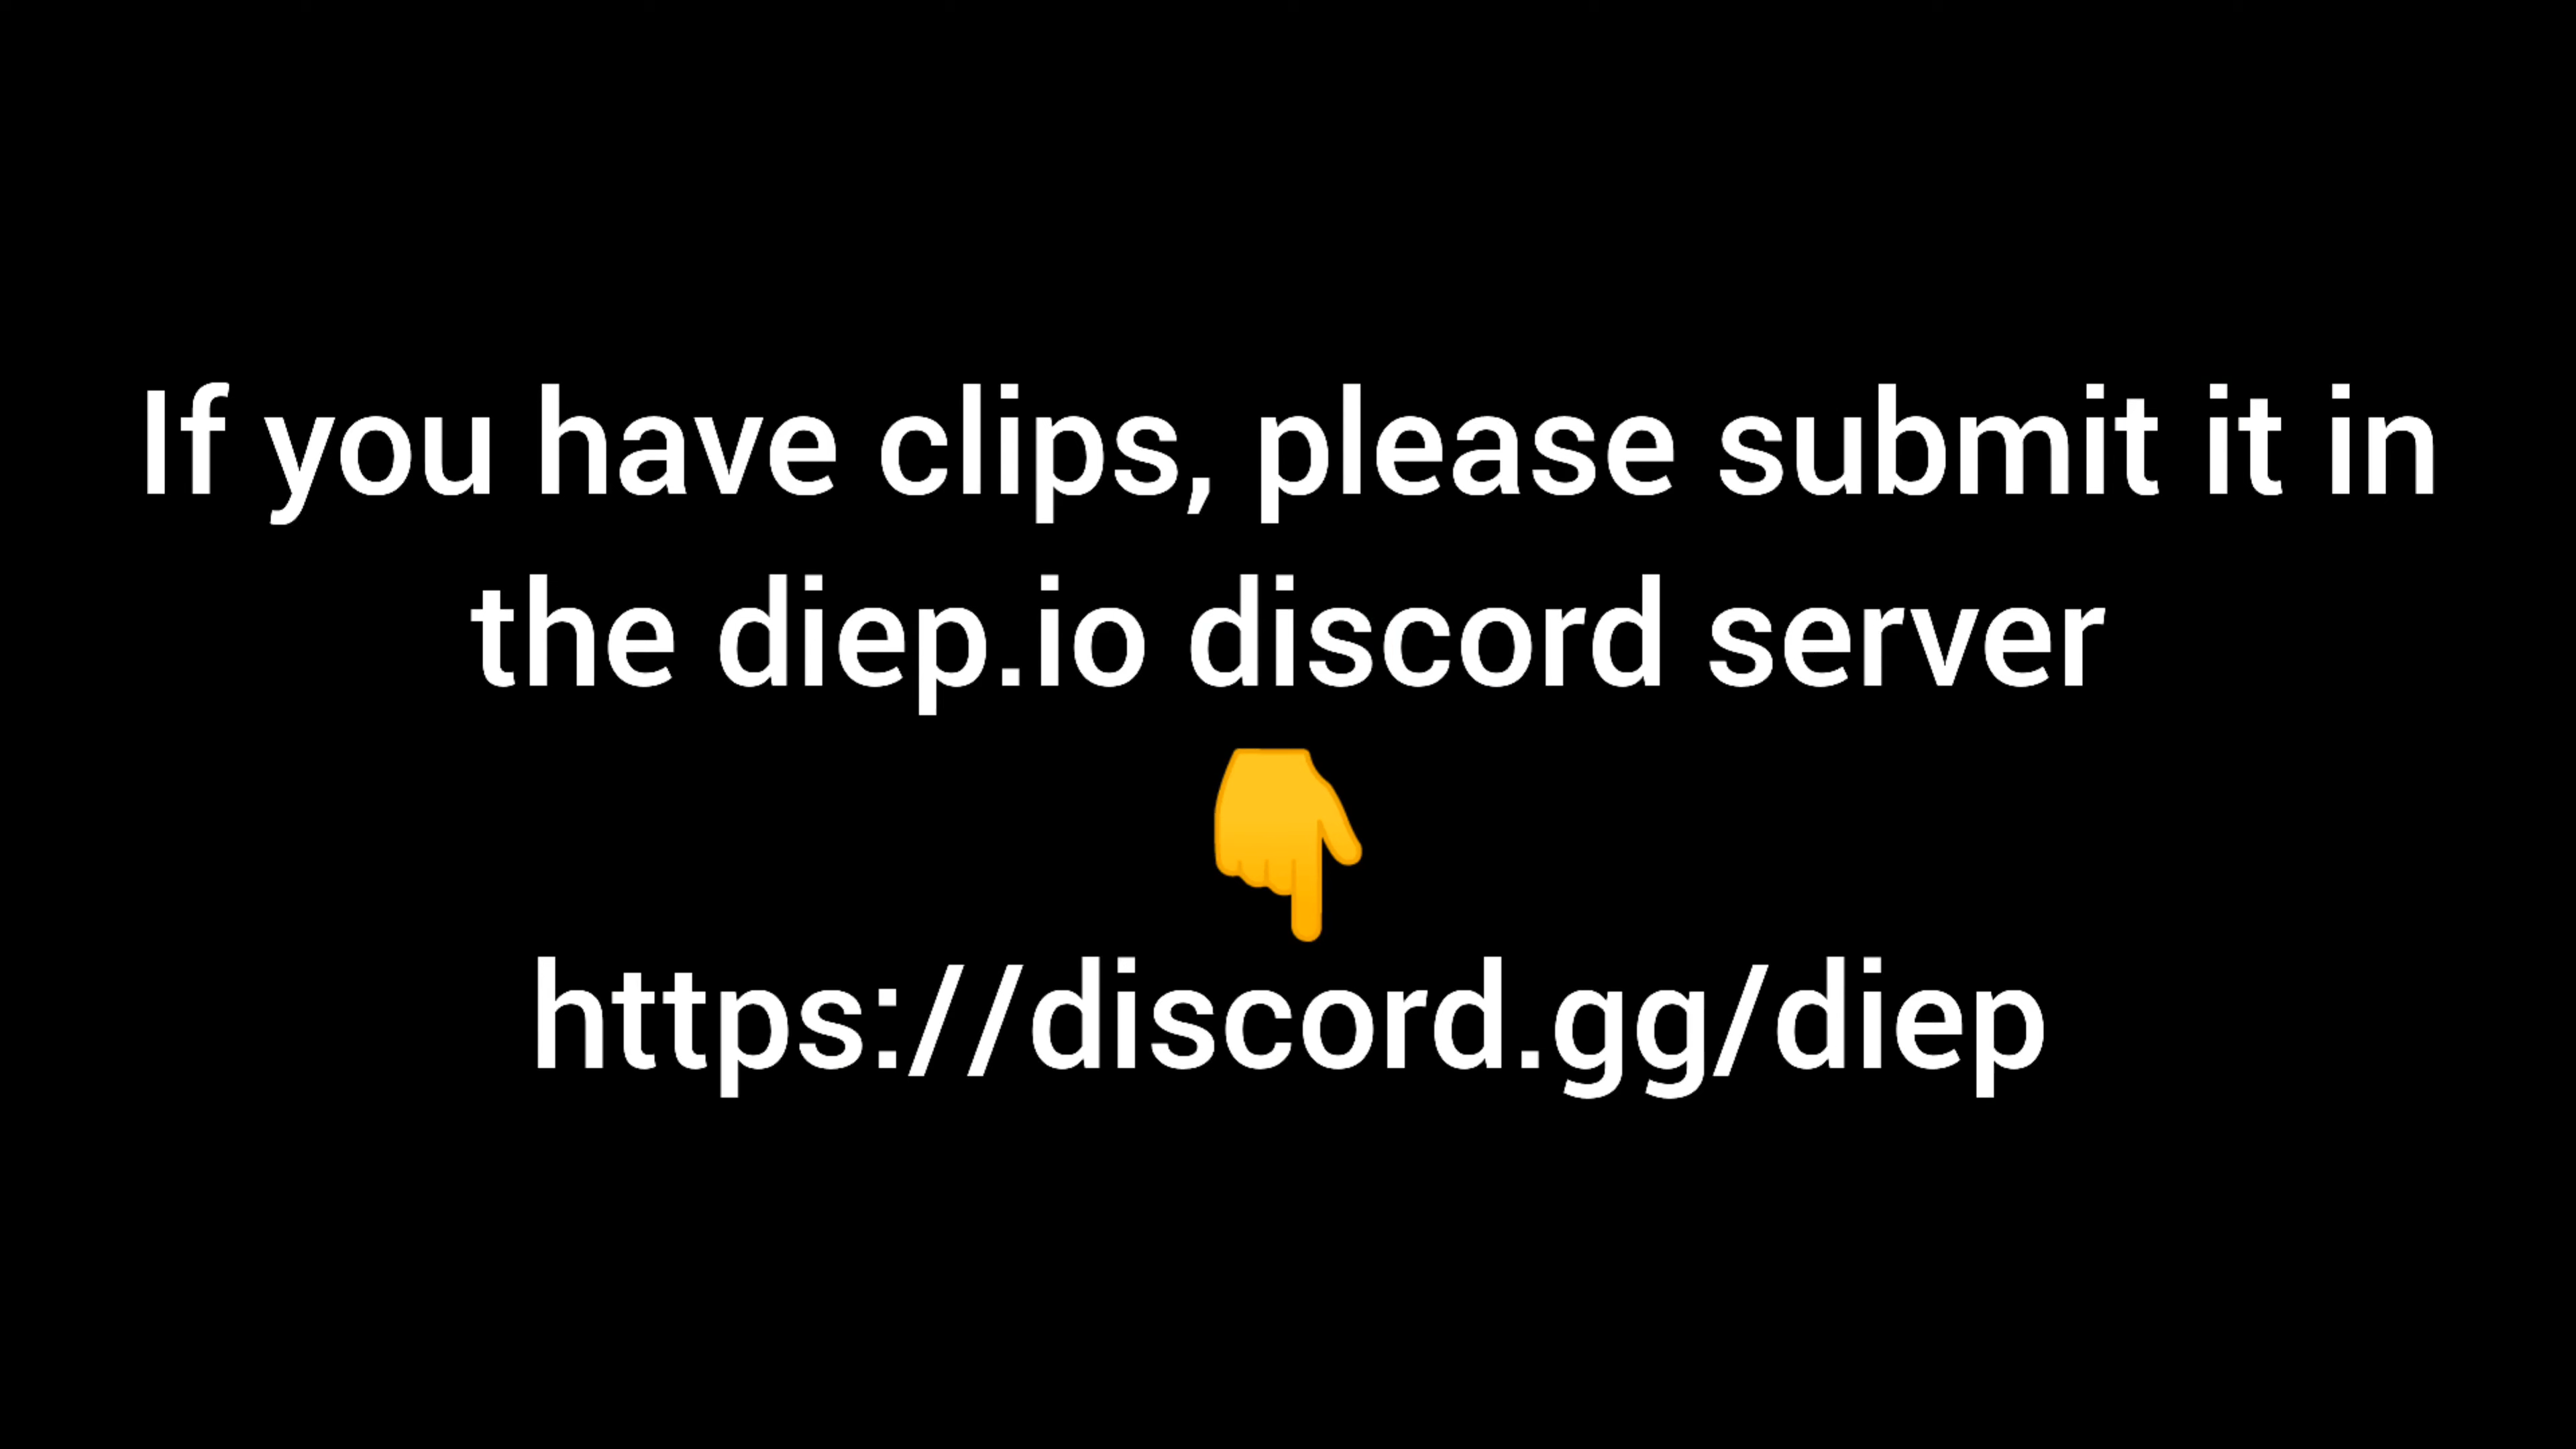 If you have clips, please submit it in
the diep.io discord server
👇
https://discord.gg/diep